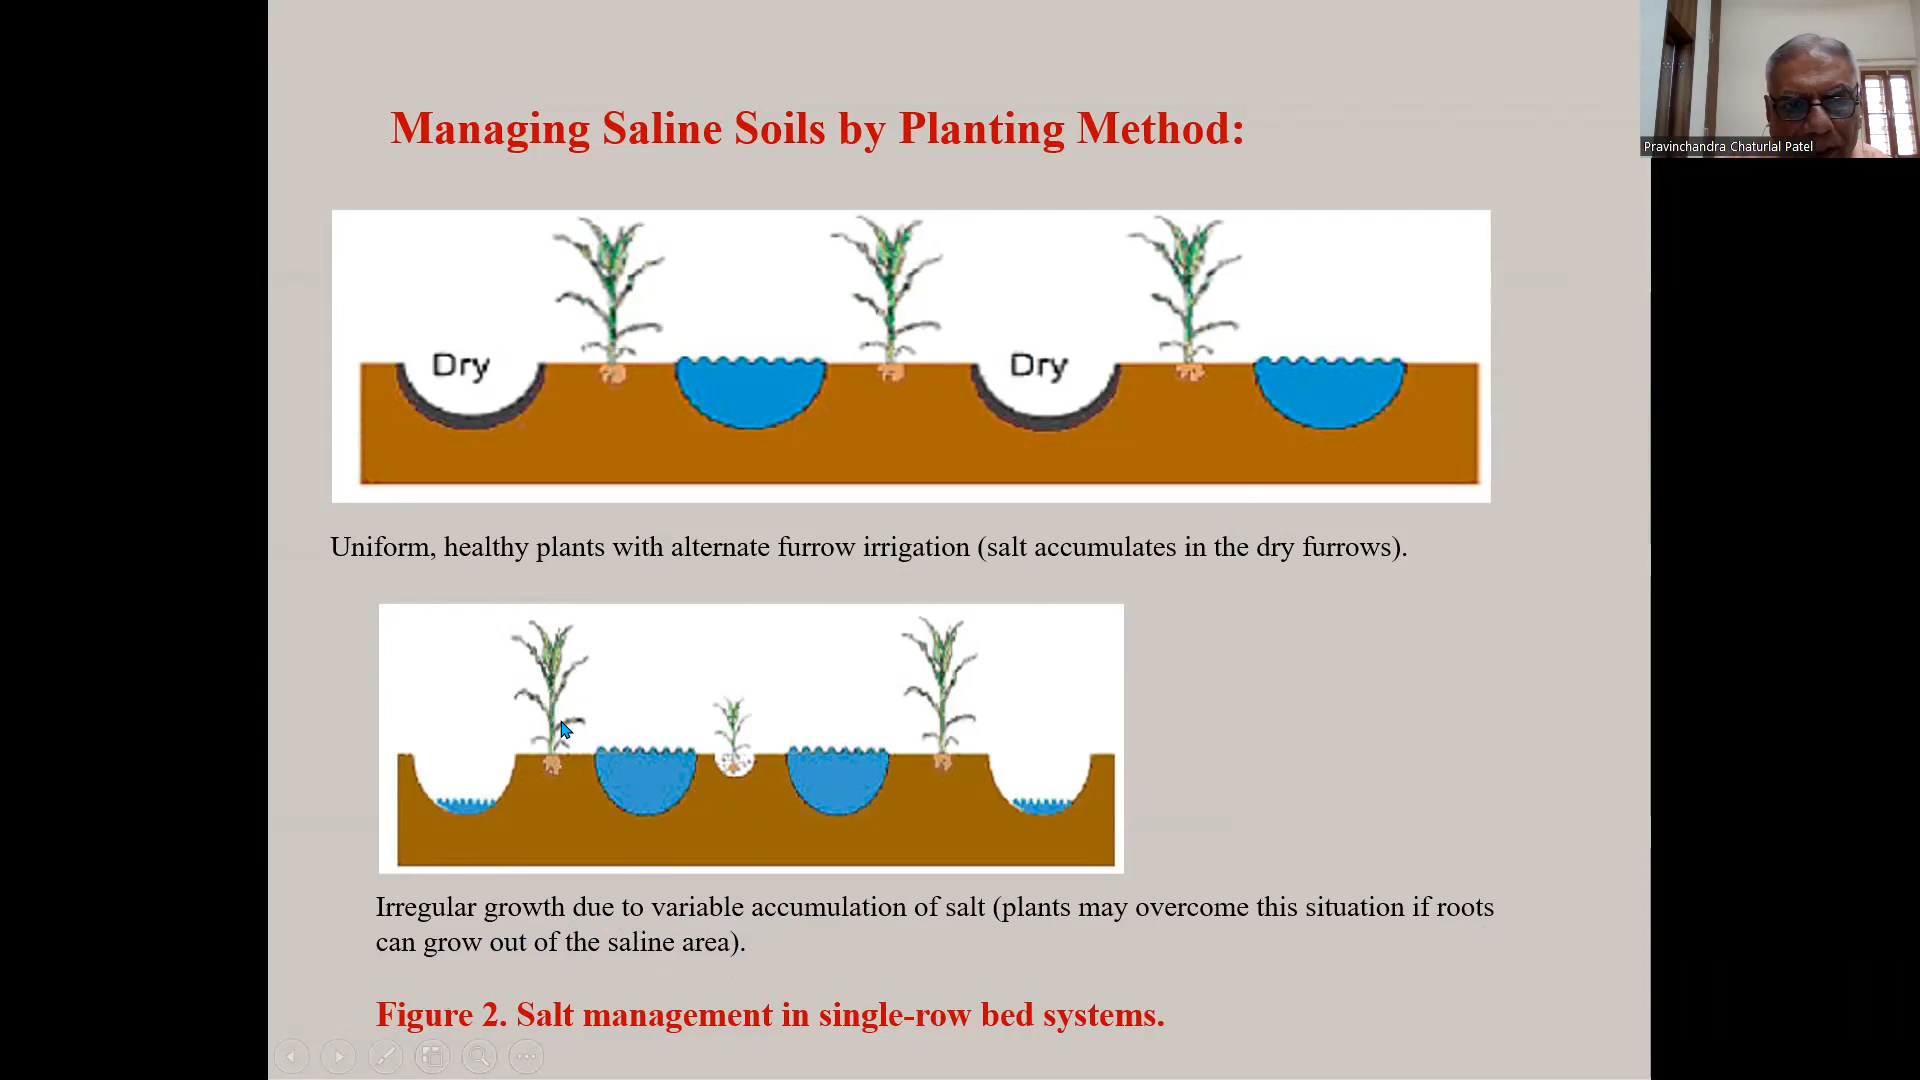 Managing Saline Soils by Planting Method:
Pravinchandra Chaturlal Patel
Dry
Dry
Uniform, healthy plants with alternate furrow irrigation (salt accumulates in the dry furrows).
Irregular growth due to variable accumulation of salt (plants may overcome this situation if roots
can grow out of the saline area).
Figure 2. Salt management in single-row bed systems.